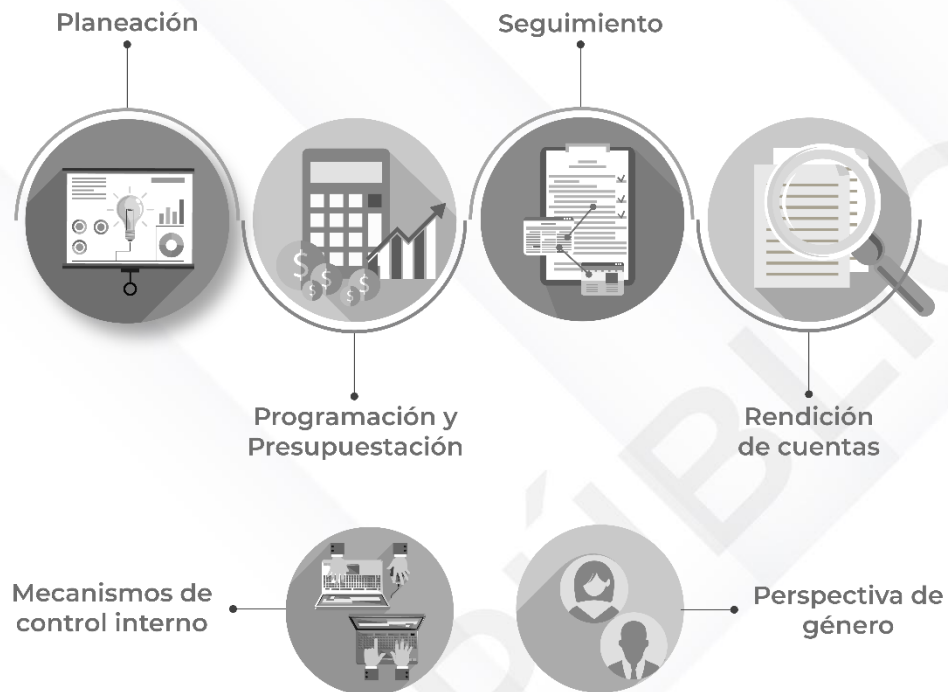 Planeación
Seguimiento
Programación y
Presupuestación
Rendición
de cuentas
Mecanismos de
control interno
Perspectiva de
género